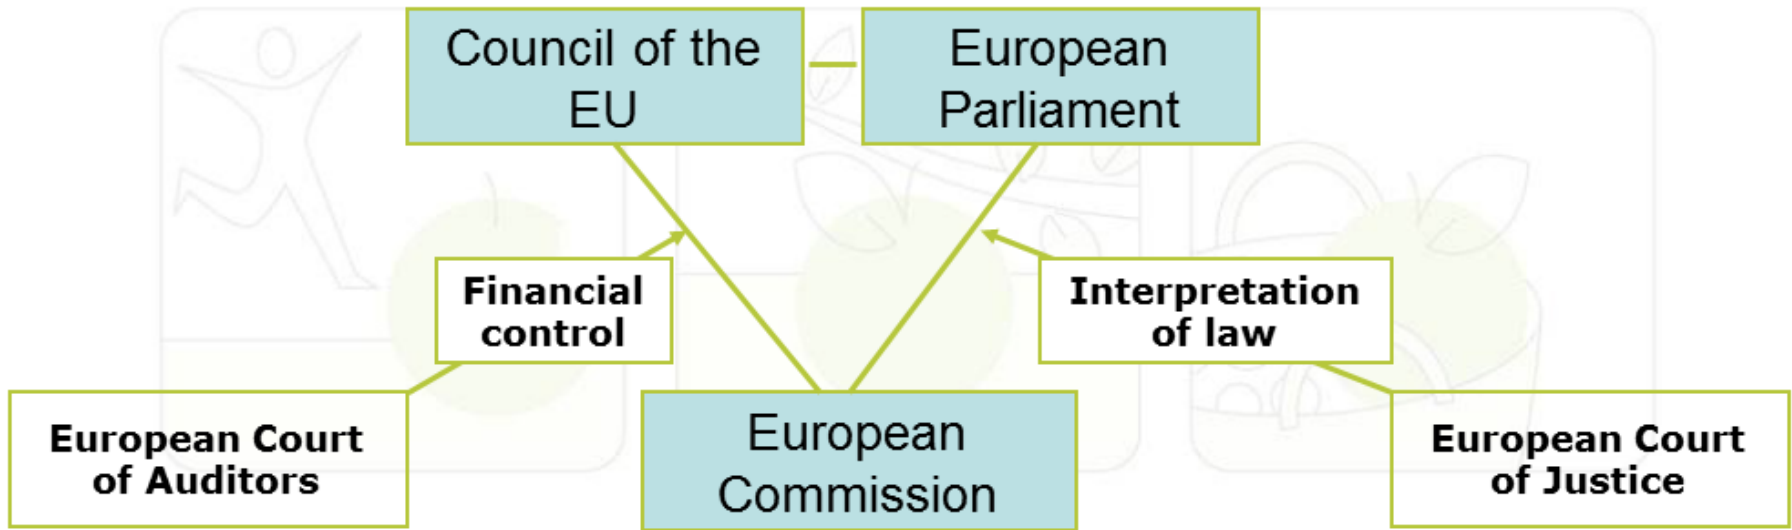 Council of the
EU
European
Parliament
Financial
control
Interpretation
of law
European Court
of Auditors
European
Commission
European Court
of Justice